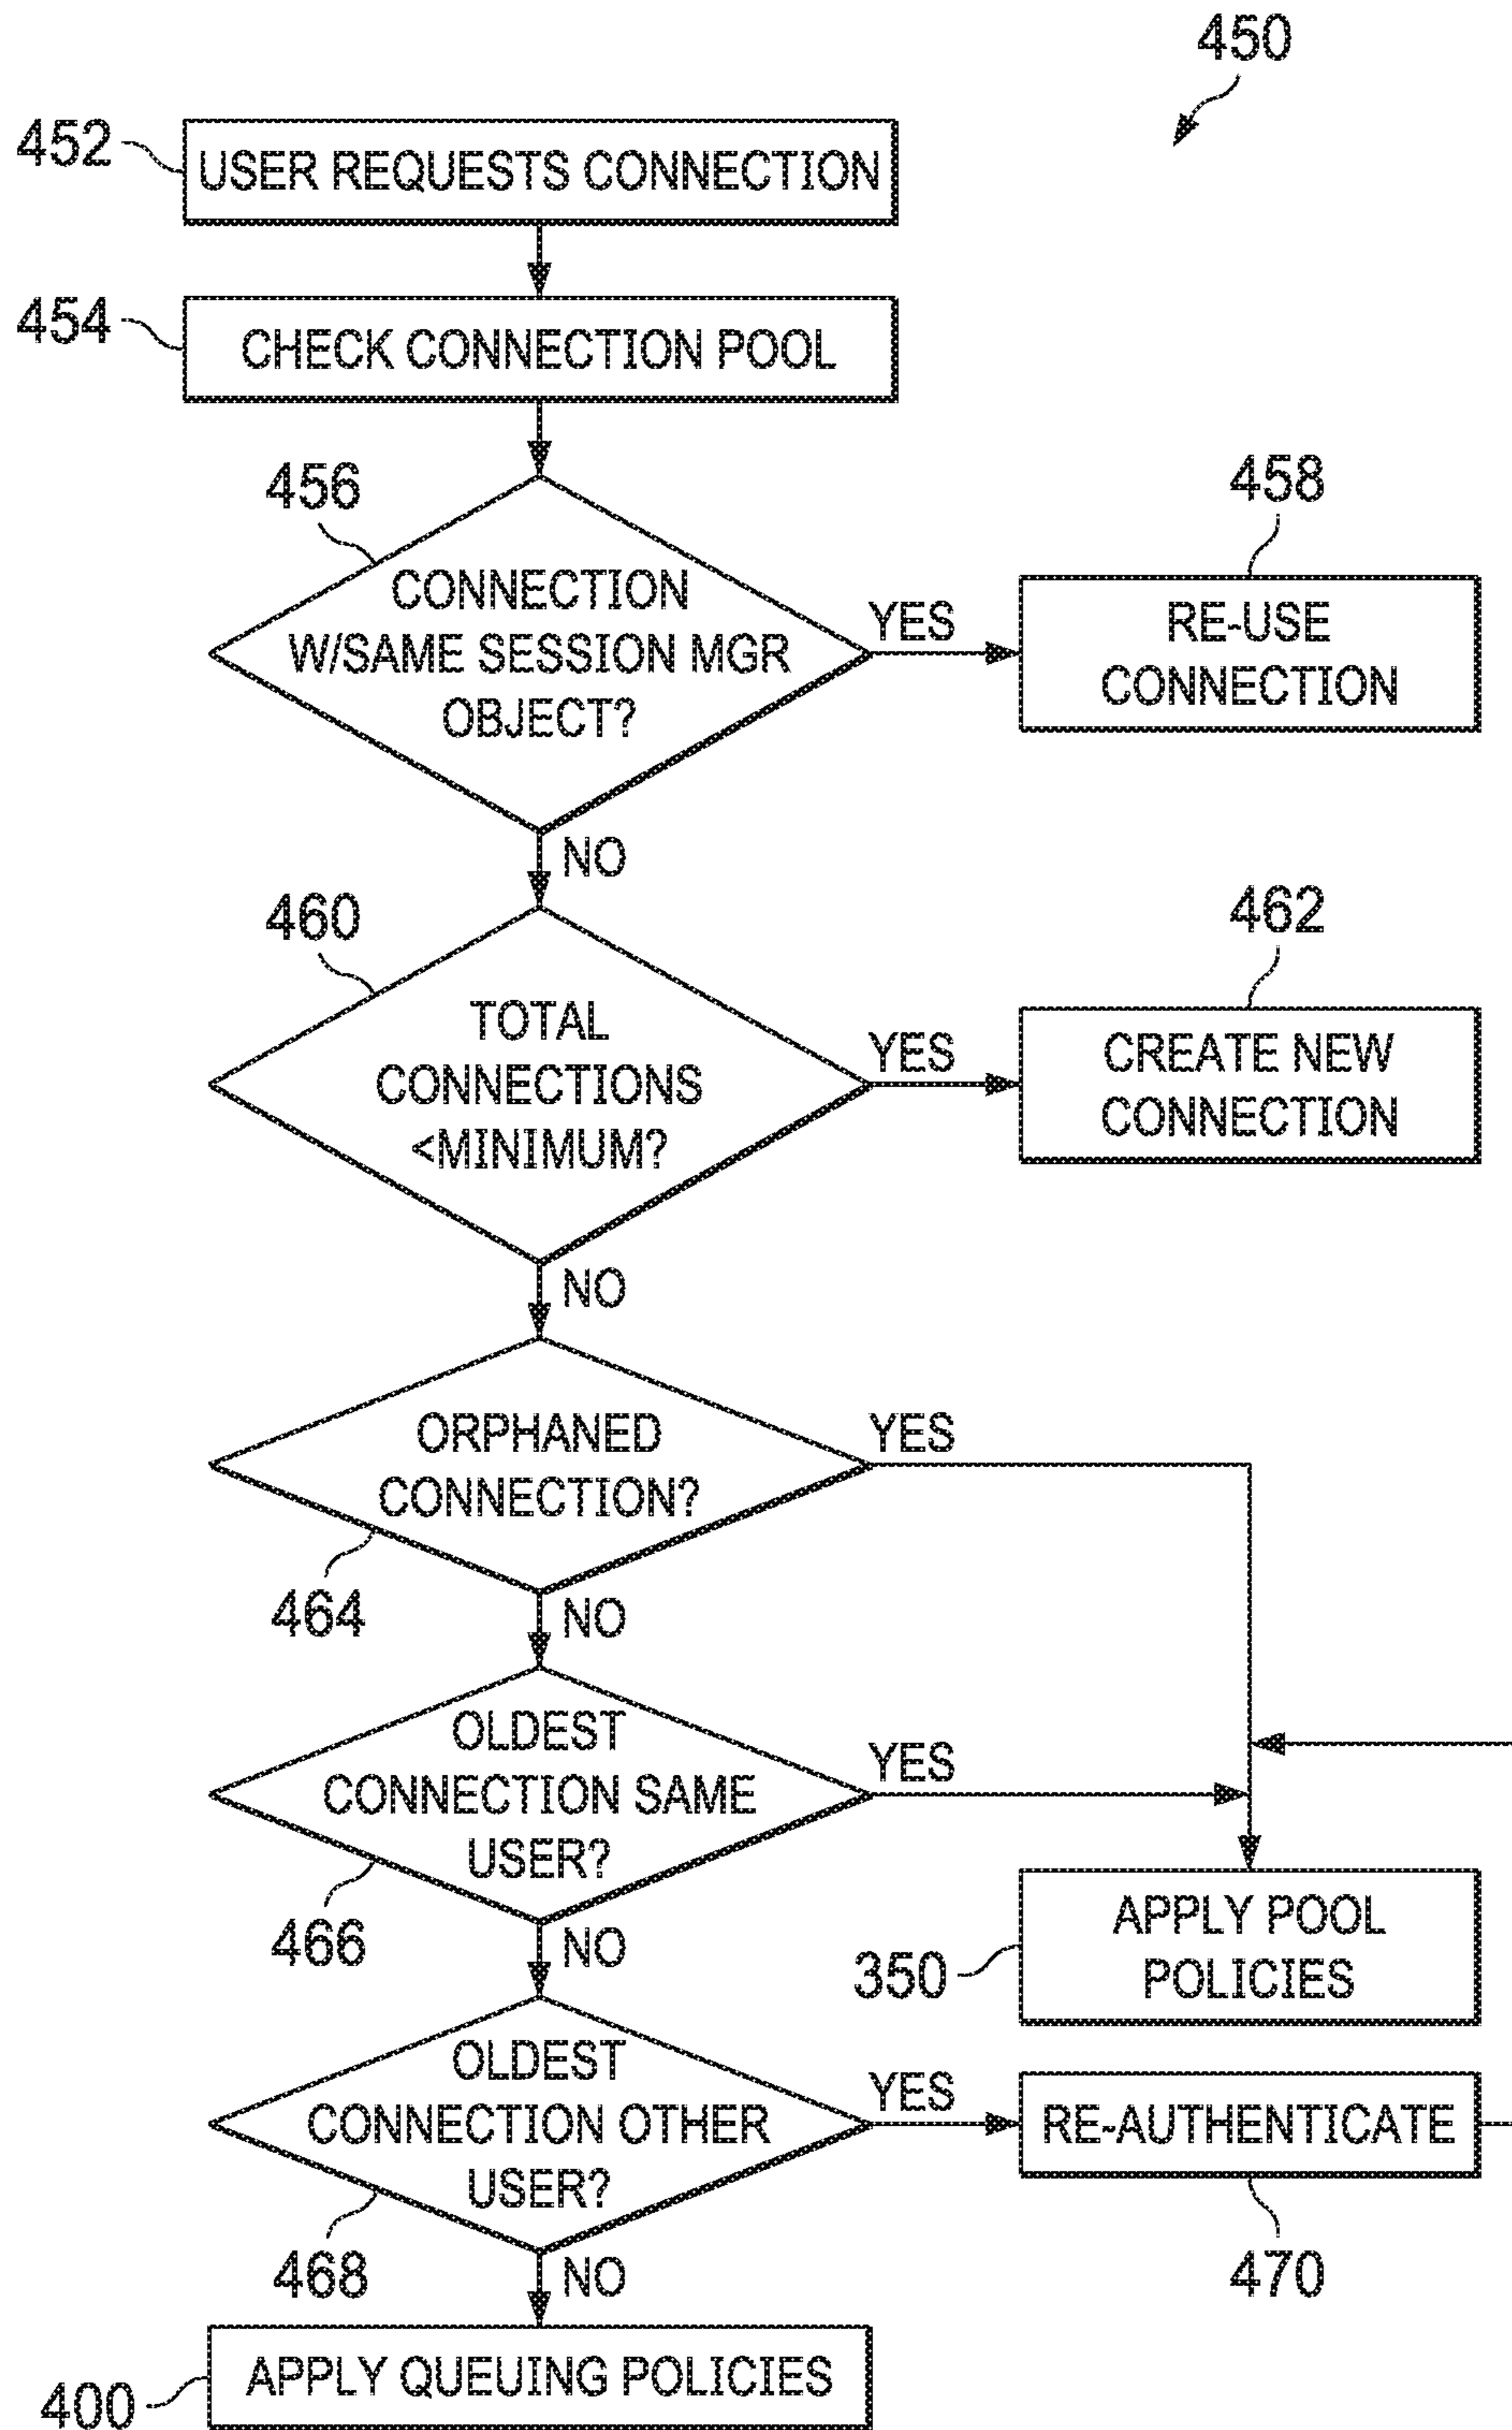 450
452
USER REQUESTS CONNECTION
454
CHECK CONNECTION POOL
456
CONNECTION
W/SAME SESSION MGR
OBJECT?
YES
458
RE-USE
CONNECTION
NO
460
TOTAL
CONNECTIONS
<MINIMUM?
YES
462
CREATE NEW
CONNECTION
NO
ORPHANED
CONNECTION?
YES
464
NO
OLDEST
CONNECTION SAME
USER?
YES
466
NO
350
APPLY POOL
POLICIES
OLDEST
CONNECTION OTHER
USER?
YES
RE-AUTHENTICATE
468
470
NO
400
APPLY QUEUING POLICIES